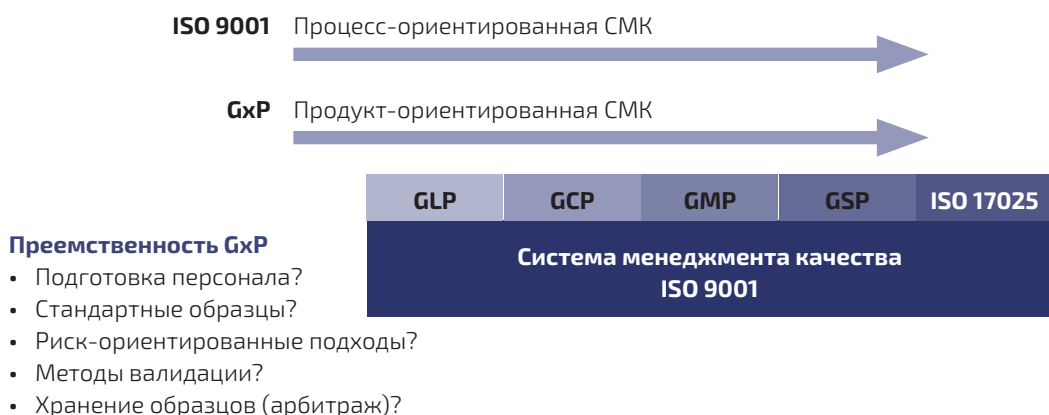 ISO 9001 Процесс-ориентированная СМК
GxP Продукт-ориентированная СМК
GLP GCP GMP GSP ISO 17025
Система менеджмента качества
ISO 9001
Преемственность GxP
• Подготовка персонала?
• Стандартные образцы?
• Риск-ориентированные подходы?
• Методы валидации?
• Хранение образцов (арбитраж)?